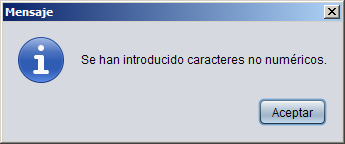 Mensaje
Se han introducido caracteres no numéricos.
Aceptar